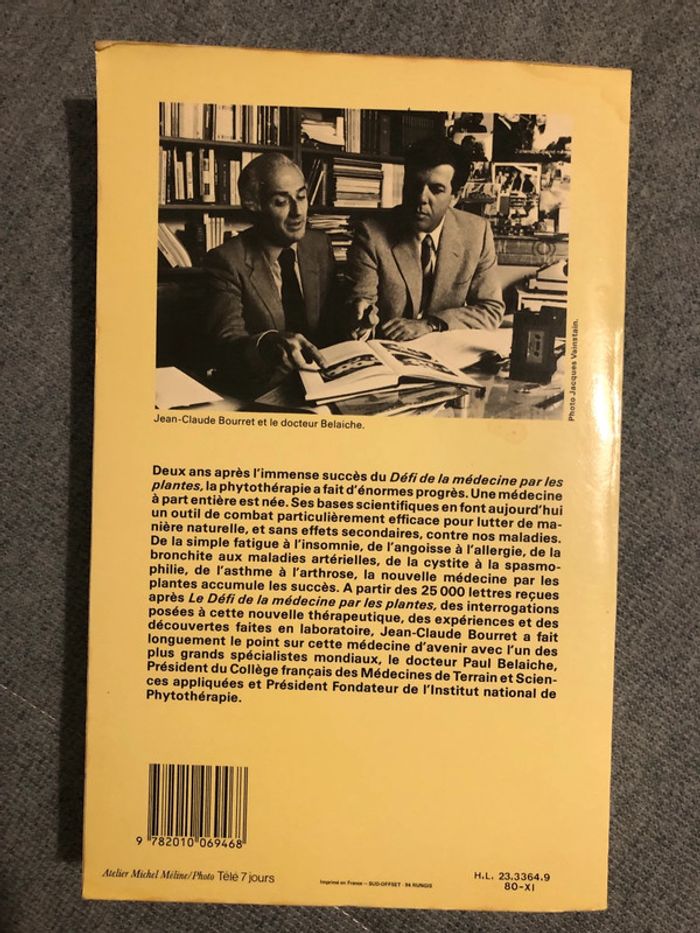 Photo Jacques Vainstain.
Jean-Claude Bourret et le docteur Belaiche.
Deux ans après l'immense succès du Défi de la médecine par les
plantes, la phytothérapie a fait d'énormes progrès. Une médecine
à part entière est née. Ses bases scientifiques en font aujourd'hui
un outil de combat particulièrement efficace pour lutter de ma-
nière naturelle, et sans effets secondaires, contre nos maladies.
De la simple fatigue à l'insomnie, de l'angoisse à l'allergie, de la
bronchite aux maladies artérielles, de la cystite à la spasmo-
philie, de l'asthme à l'arthrose, la nouvelle médecine par les
plantes accumule les succès. A partir des 25 000 lettres reçues
après Le Défi de la médecine par les plantes, des interrogations
posées à cette nouvelle thérapeutique, des expériences et des
découvertes faites en laboratoire, Jean-Claude Bourret a fait
longuement le point sur cette médecine d'avenir avec l'un des
plus grands spécialistes mondiaux, le docteur Paul Belaiche,
Président du Collège français des Médecines de Terrain et Scien-
ces appliquées et Président Fondateur de l'Institut national de
Phytothérapie.
9 782010 069468
Atelier Michel Méline/Photo Télé 7 jours
Imprimé en France – SUD-OFFSET - 94 RUNGIS
H.L. 23.3364.9
80-XI